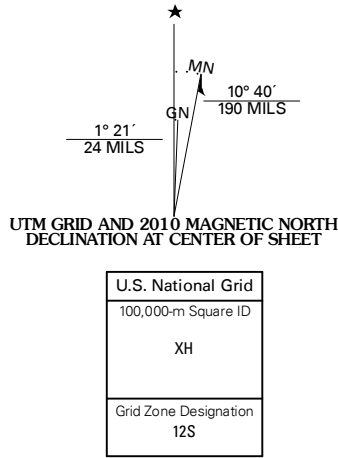 ★
MN
GN
10° 40´
190 MILS
1° 21´
24 MILS
UTM GRID AND 2010 MAGNETIC NORTH
DECLINATION AT CENTER OF SHEET
U.S. National Grid
100,000-m Square ID
XH
Grid Zone Designation
12S